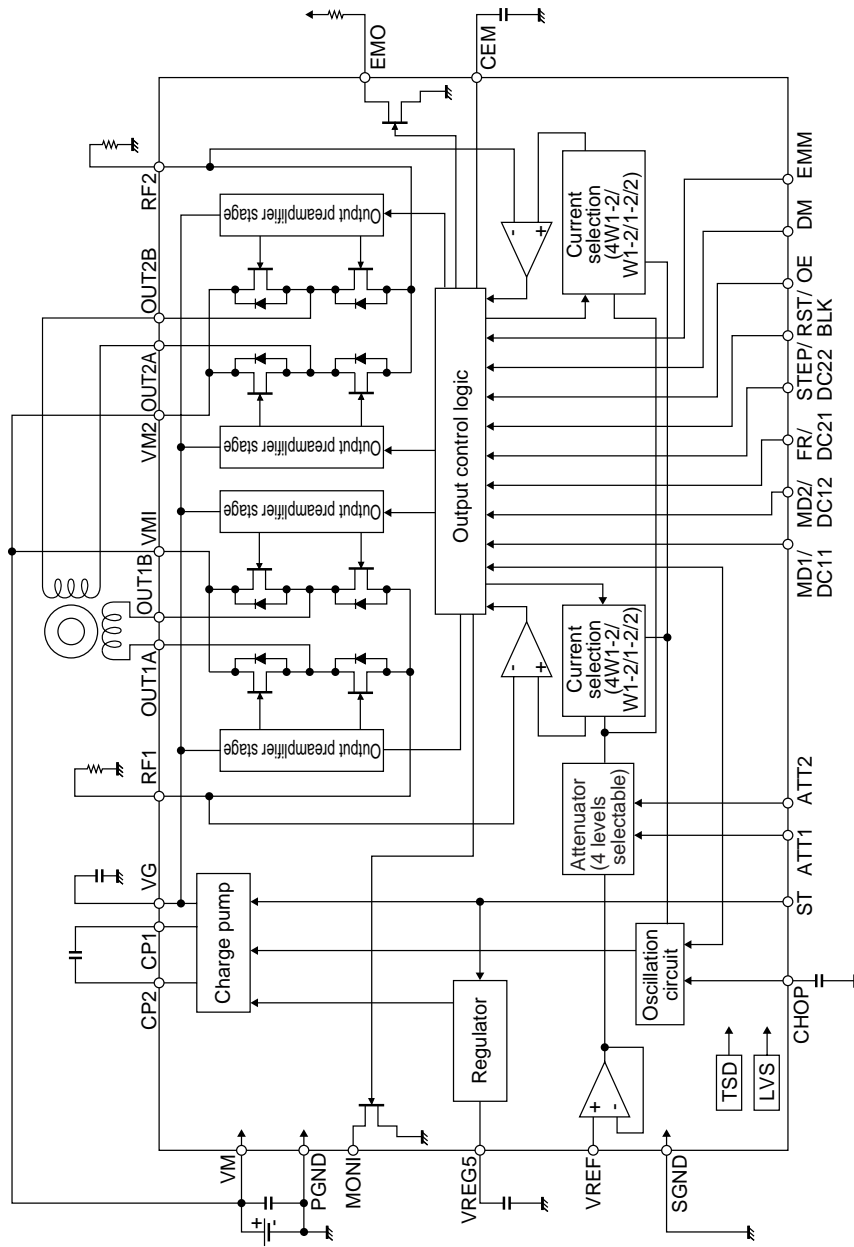 EMO
CEM
RF2
OUT2B
OUT2A
VM2
VMI
OUT1B
OUT1A
RF1
VG
CP1
CP2
Output preamplifier stage
Output preamplifier stage
Output preamplifier stage
Output preamplifier stage
Charge pump
Output control logic
Current
selection
(4W1-2/
W1-2/1-2/2)
Current
selection
(4W1-2/
W1-2/1-2/2)
-
+
-
+
Attenuator
(4 levels
selectable)
Regulator
Oscillation
circuit
+
-
TSD
LVS
+
-
VM
PGND
MONI
VREG5
VREF
SGND
CHOP
ST
ATT1
ATT2
MD1/
DC11
MD2/
DC12
FR/
DC21
STEP/
DC22
RST/
BLK
OE
DM
EMM